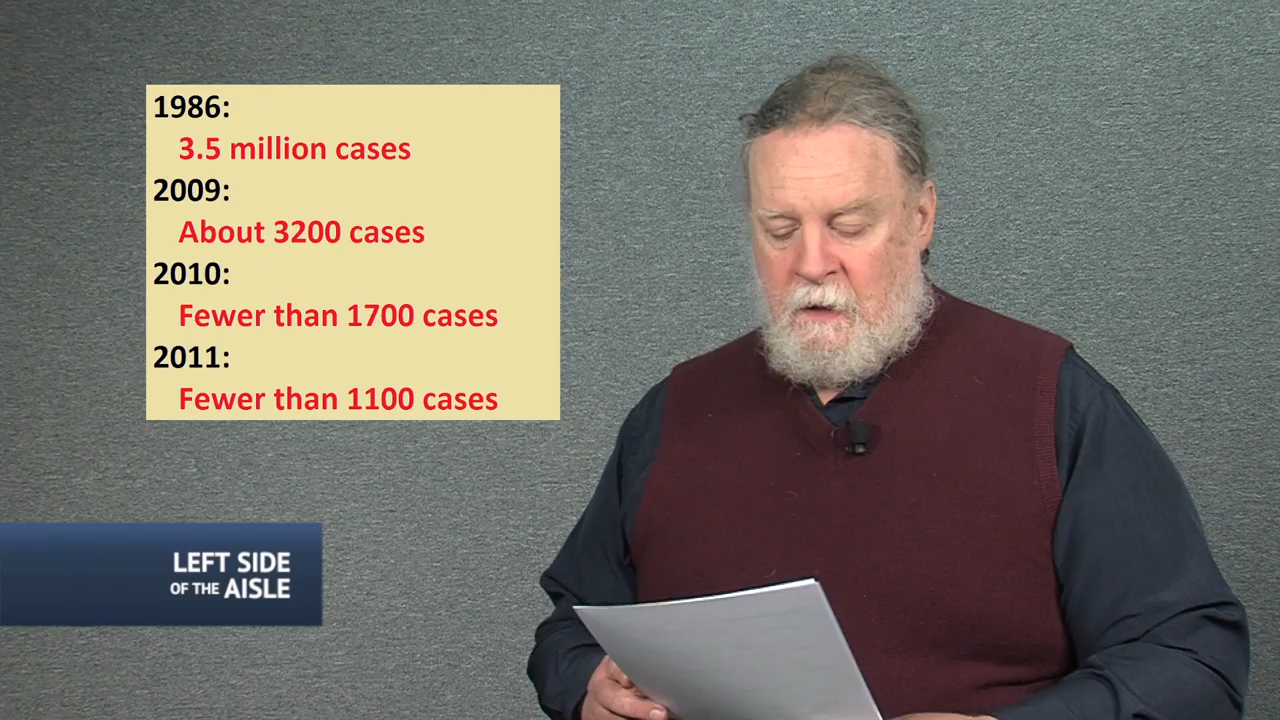 1986:
3.5 million cases
2009:
About 3200 cases
2010:
Fewer than 1700 cases
2011:
Fewer than 1100 cases
LEFT SIDE
OF THE AISLE